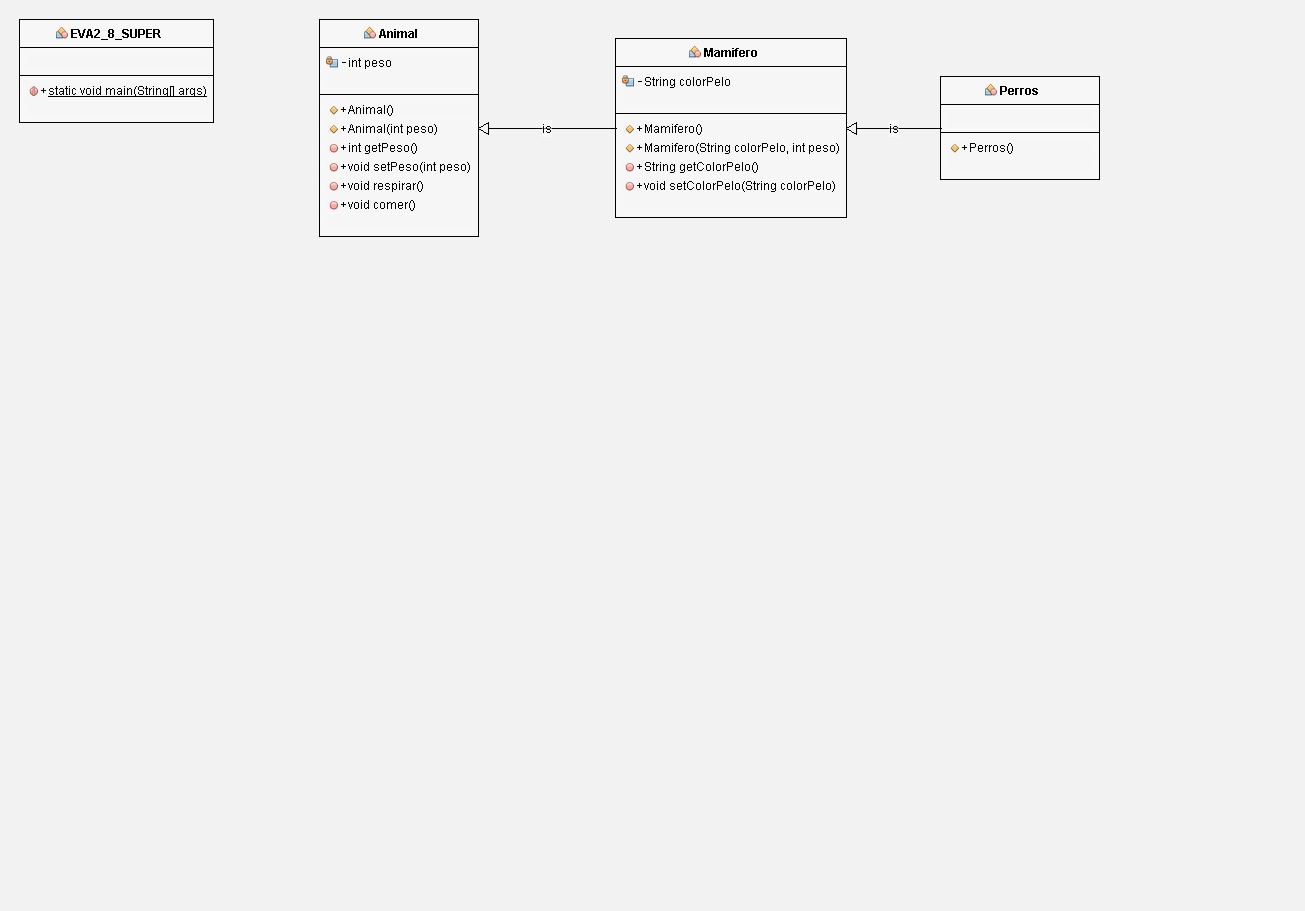 EVA2_8_SUPER
+static void main(String[] args)
Animal
-int peso
+Animal()
+Animal(int peso)
+int getPeso()
+void setPeso(int peso)
+void respirar()
+void comer()
is
Mamifero
-String colorPelo
+Mamifero()
+Mamifero(String colorPelo, int peso)
+String getColorPelo()
+void setColorPelo(String colorPelo)
is
Perros
+Perros()